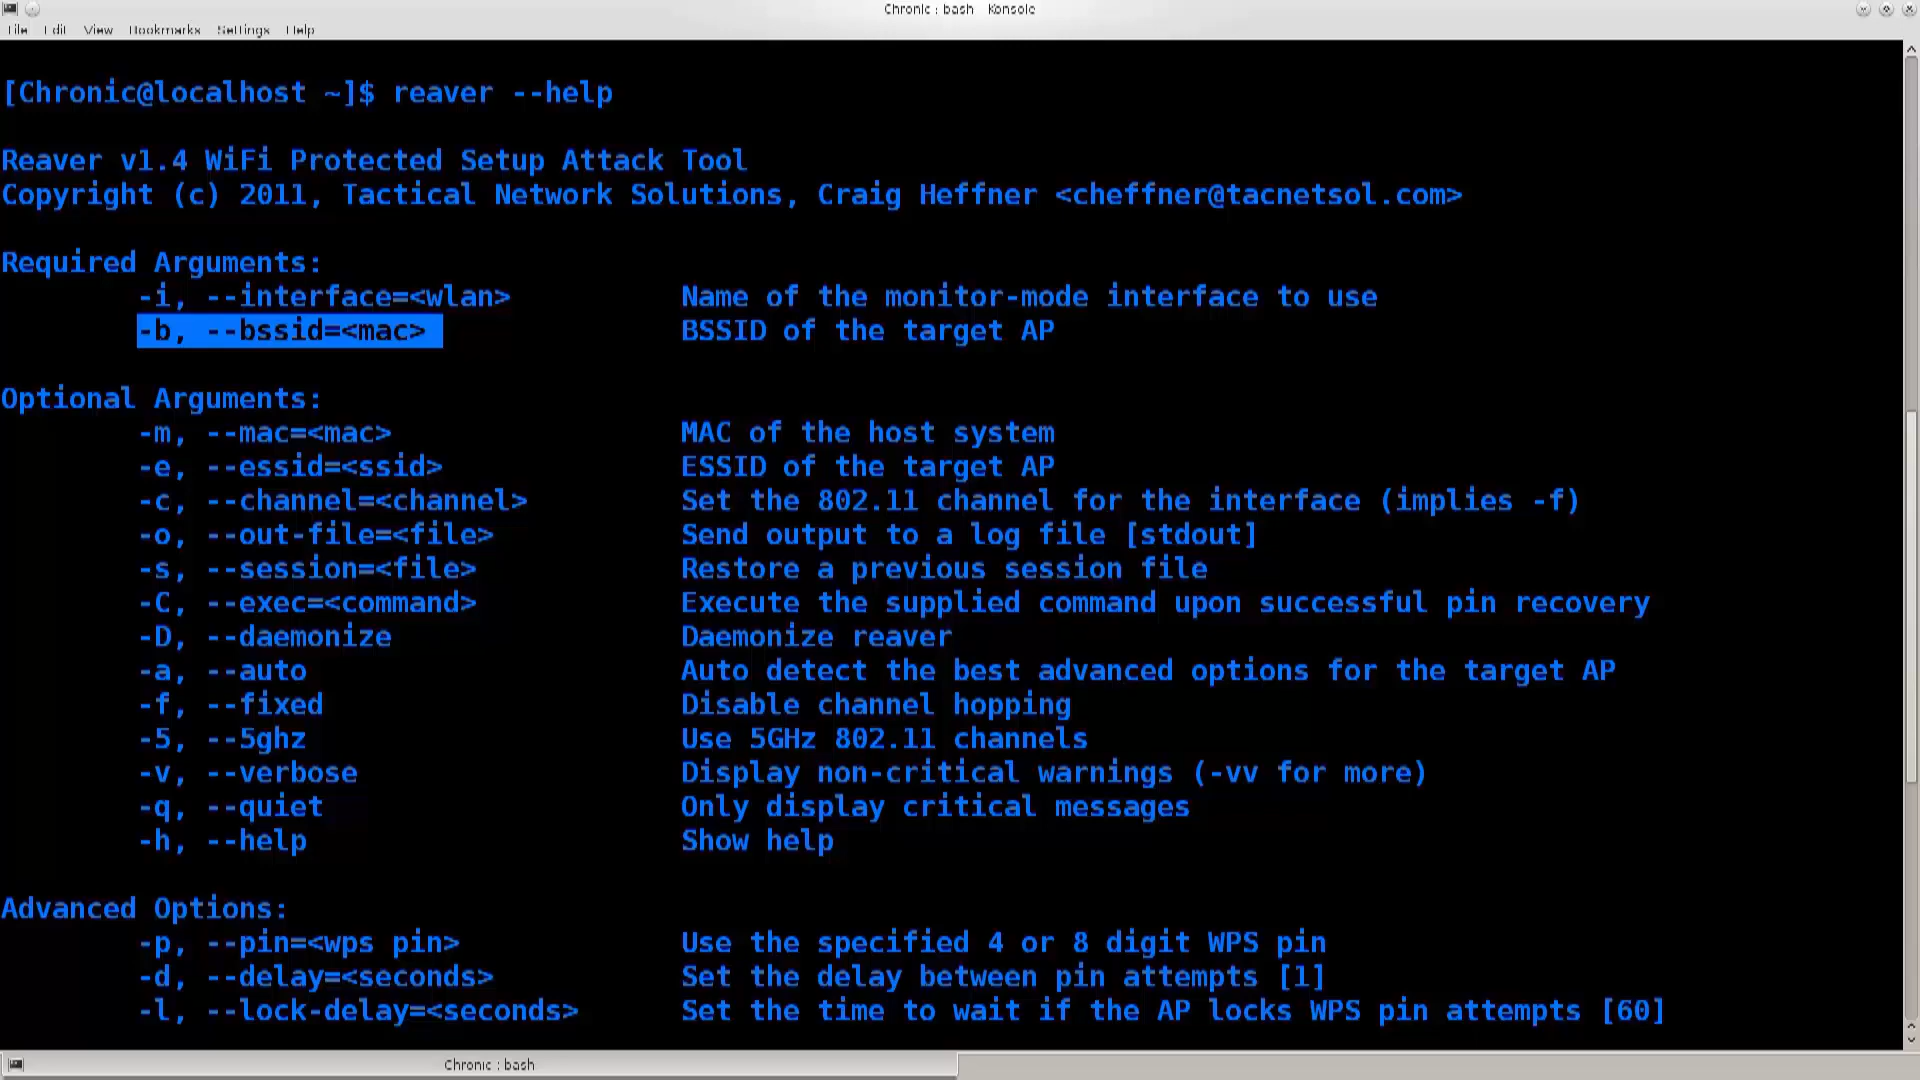 Chronic : bash Konsole
File Edit View Bookmarks Settings Help
[Chronic@localhost ~]$ reaver --help
Reaver v1.4 WiFi Protected Setup Attack Tool
Copyright (c) 2011, Tactical Network Solutions, Craig Heffner <cheffner@tacnetsol.com>
Required Arguments:
-i, --interface=<wlan> Name of the monitor-mode interface to use
-b, --bssid=<mac> BSSID of the target AP
Optional Arguments:
-m, --mac=<mac> MAC of the host system
-e, --essid=<ssid> ESSID of the target AP
-c, --channel=<channel> Set the 802.11 channel for the interface (implies -f)
-o, --out-file=<file> Send output to a log file [stdout]
-s, --session=<file> Restore a previous session file
-C, --exec=<command> Execute the supplied command upon successful pin recovery
-D, --daemonize Daemonize reaver
-a, --auto Auto detect the best advanced options for the target AP
-f, --fixed Disable channel hopping
-5, --5ghz Use 5GHz 802.11 channels
-v, --verbose Display non-critical warnings (-vv for more)
-q, --quiet Only display critical messages
-h, --help Show help
Advanced Options:
-p, --pin=<wps pin> Use the specified 4 or 8 digit WPS pin
-d, --delay=<seconds> Set the delay between pin attempts [1]
-l, --lock-delay=<seconds> Set the time to wait if the AP locks WPS pin attempts [60]
Chronic : bash